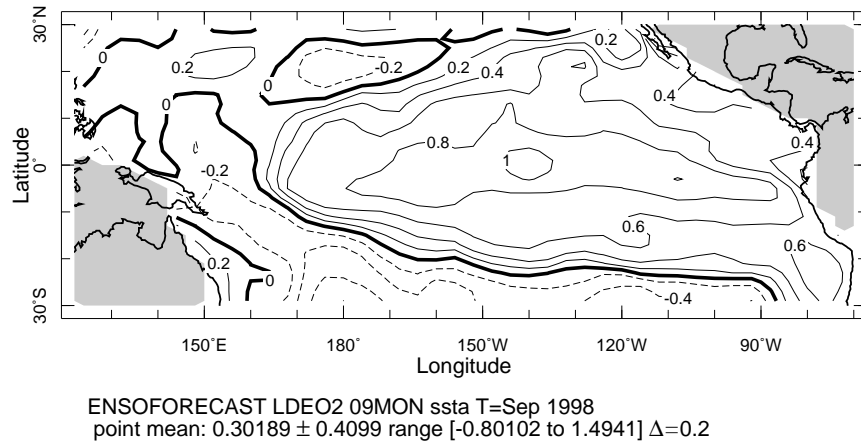 30˚N
0˚
30˚S
Latitude
0
0.2
0
-0.2
0
0.2
0.4
0.2
0.4
0.4
0
-0.2
0.8
1
0.6
0.6
0.2
0
-0.4
150˚E
180˚
150˚W
120˚W
90˚W
Longitude
ENSOFORECAST LDEO2 09MON ssta T=Sep 1998
point mean: 0.30189 ± 0.4099 range [-0.80102 to 1.4941] Δ=0.2